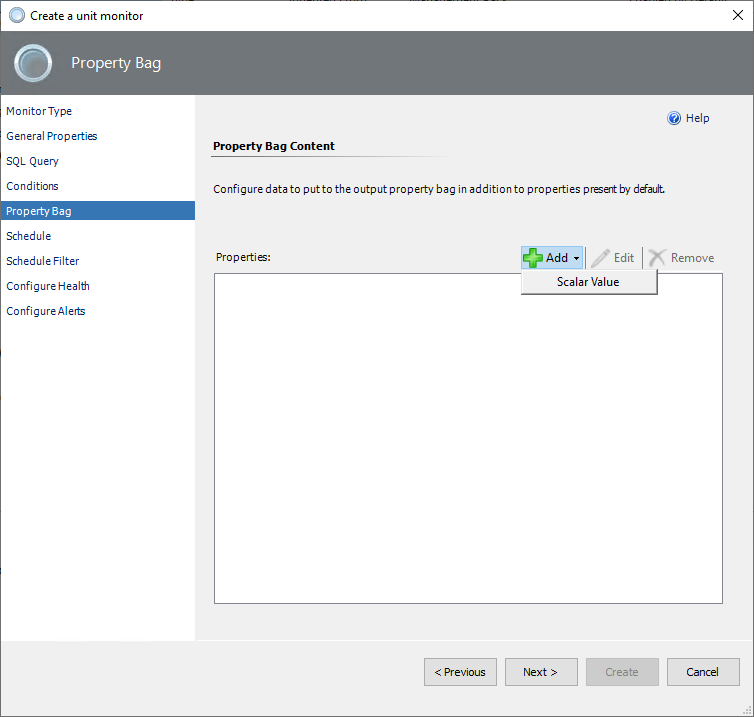 Create a unit monitor
Property Bag
Monitor Type
General Properties
SQL Query
Conditions
Property Bag
Schedule
Schedule Filter
Configure Health
Configure Alerts
Help
Property Bag Content
Configure data to put to the output property bag in addition to properties present by default.
Properties:
Add
Edit
Remove
Scalar Value
< Previous
Next >
Create
Cancel